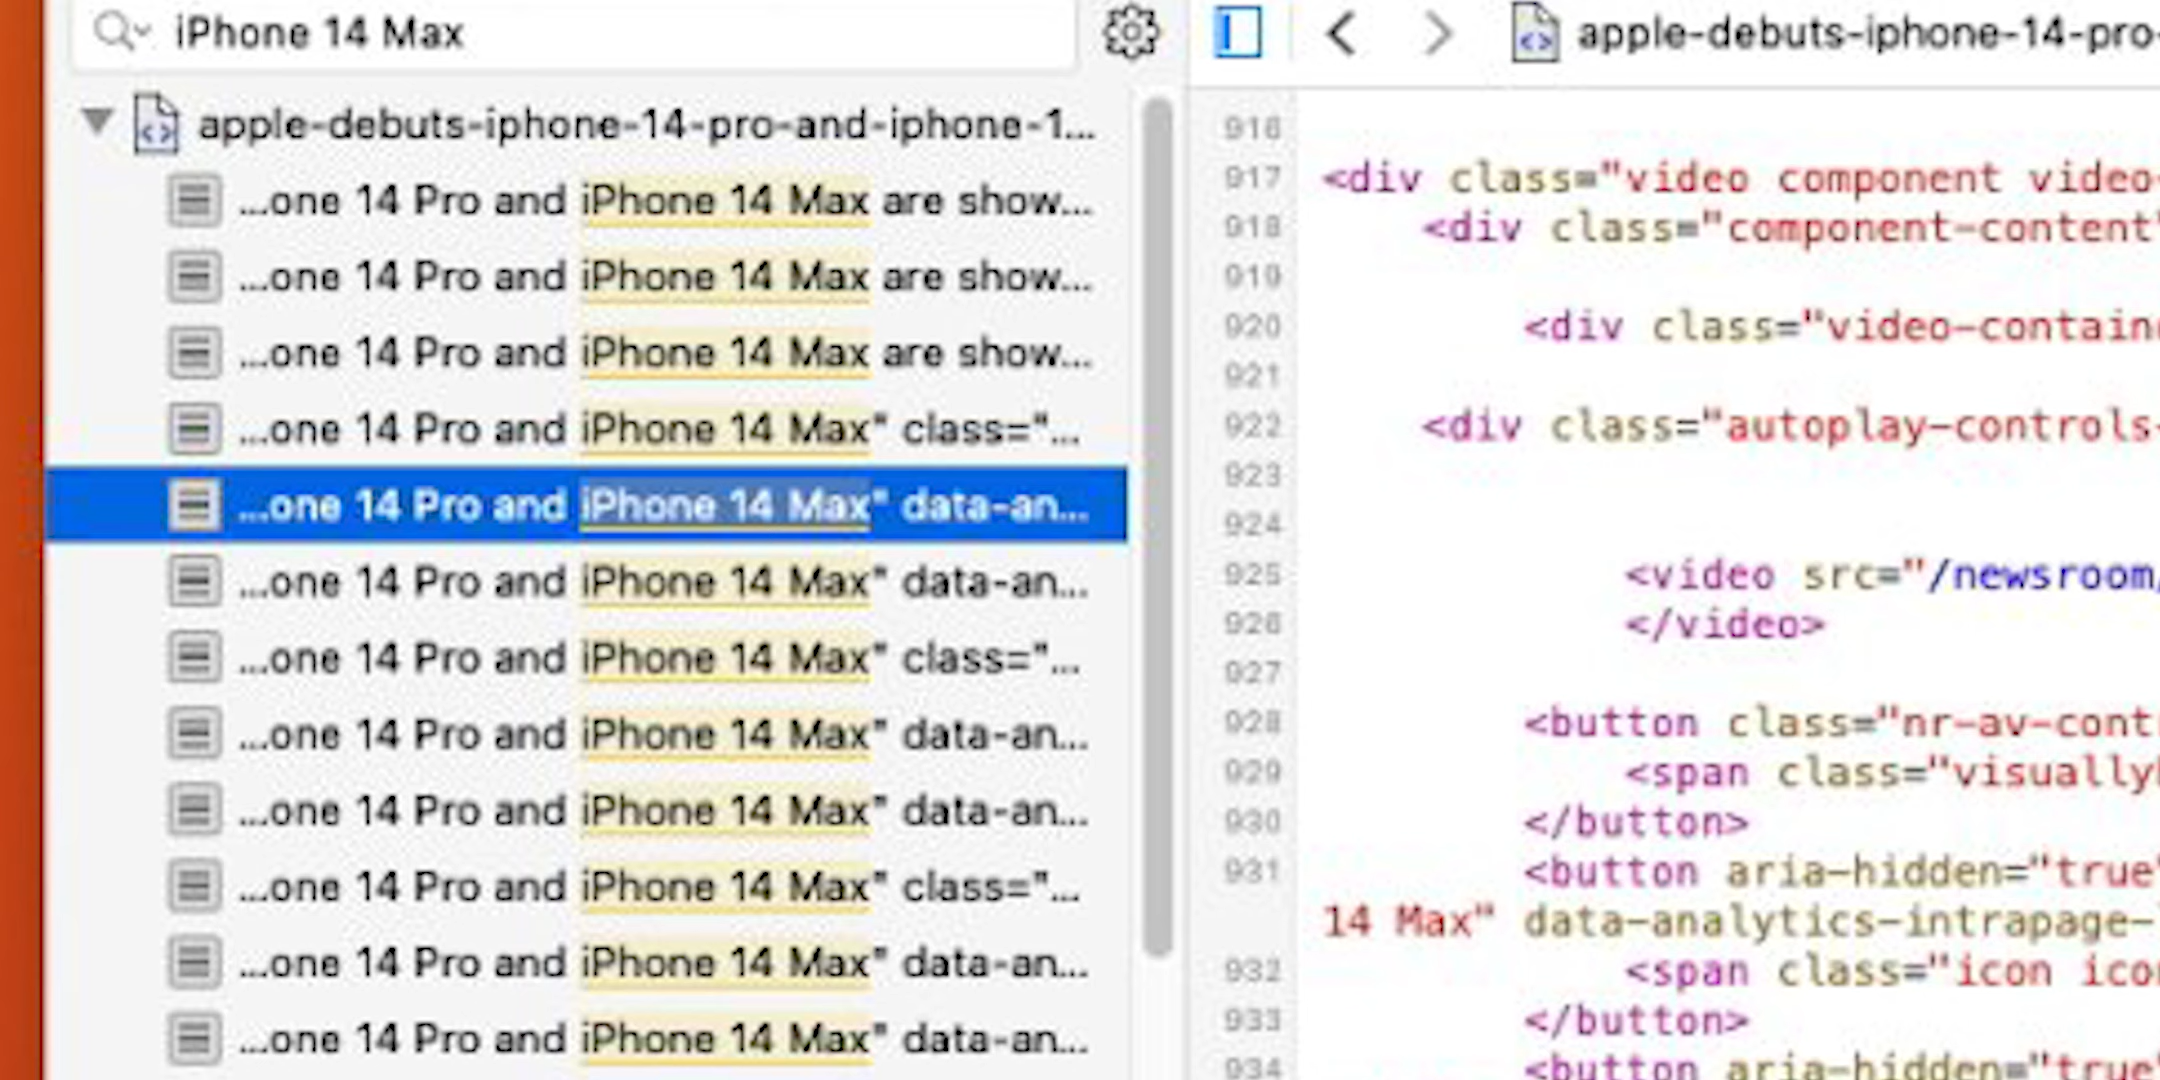 iPhone 14 Max
apple-debuts-iphone-14-pro-and-iphone-1...
...one 14 Pro and iPhone 14 Max are show...
...one 14 Pro and iPhone 14 Max are show...
...one 14 Pro and iPhone 14 Max are show...
...one 14 Pro and iPhone 14 Max" class="...
...one 14 Pro and iPhone 14 Max" data-an...
...one 14 Pro and iPhone 14 Max" data-an...
...one 14 Pro and iPhone 14 Max" class="...
...one 14 Pro and iPhone 14 Max" data-an...
...one 14 Pro and iPhone 14 Max" data-an...
...one 14 Pro and iPhone 14 Max" class="...
...one 14 Pro and iPhone 14 Max" data-an...
...one 14 Pro and iPhone 14 Max" data-an...
apple-debuts-iphone-14-pro-
916
917 <div class="video component video-
918 <div class="component-content"
919
920 <div class="video-contain
921
922 <div class="autoplay-controls-
923
924
925 <video src="/newsroom/
926 </video>
927
928 <button class="nr-av-cont
929 <span class="visually
930 </button>
931 <button aria-hidden="true"
14 Max" data-analytics-intrapage-
932 <span class="icon ico
933 </button>
934 <button aria-hidden="true"